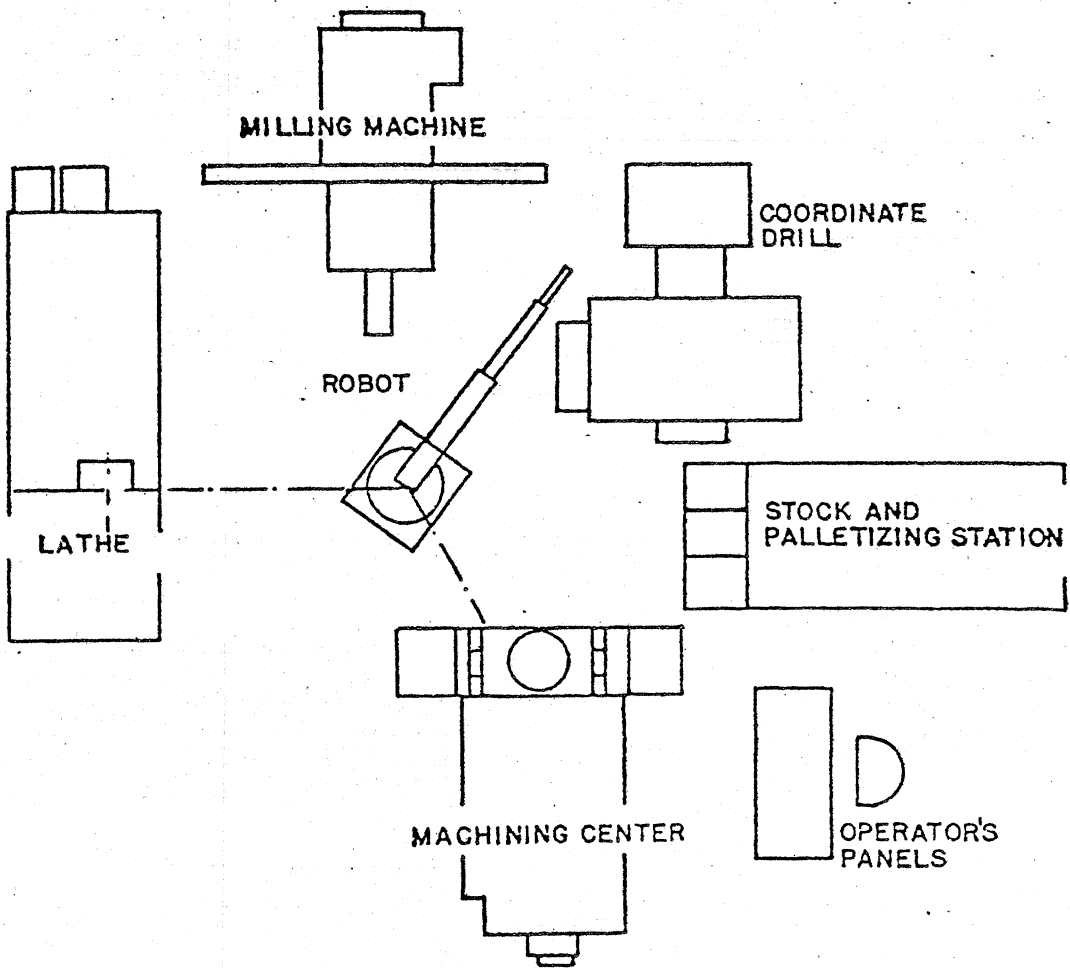 MILLING MACHINE
COORDINATE
DRILL
ROBOT
LATHE
STOCK AND
PALLETIZING STATION
MACHINING CENTER
OPERATOR'S
PANELS